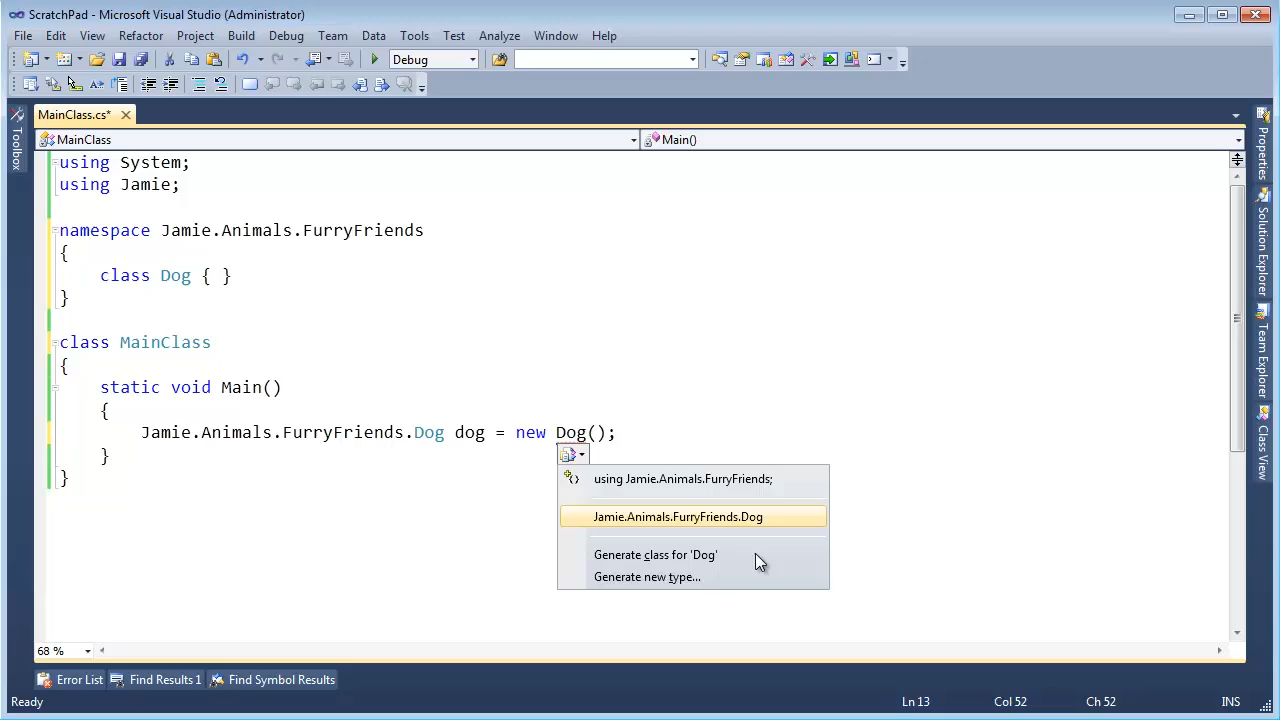 ScratchPad - Microsoft Visual Studio (Administrator)
File Edit View Refactor Project Build Debug Team Data Tools Test Analyze Window Help
Debug
MainClass.cs*
MainClass Main()
Toolbox
Properties
Solution Explorer
Team Explorer
Class View
using System;
using Jamie;
namespace Jamie.Animals.FurryFriends
{
class Dog { }
}
class MainClass
{
static void Main()
{
Jamie.Animals.FurryFriends.Dog dog = new Dog();
}
}
using Jamie.Animals.FurryFriends;
Jamie.Animals.FurryFriends.Dog
Generate class for 'Dog'
Generate new type...
68 %
Error List Find Results 1 Find Symbol Results
Ready Ln 13 Col 52 Ch 52 INS